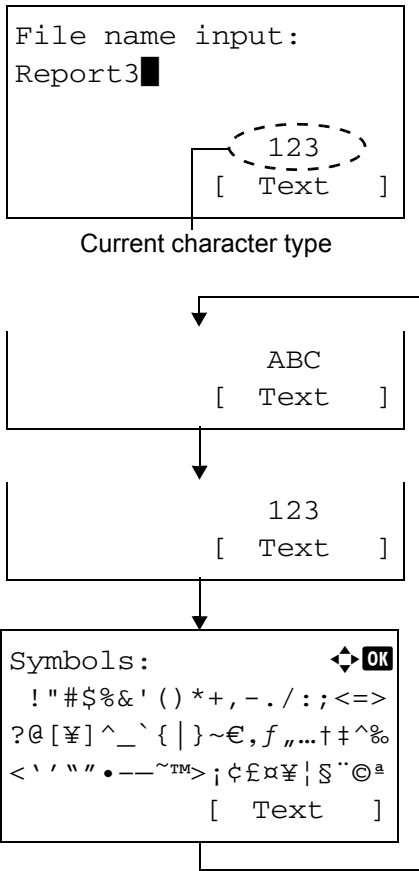 File name input:
Report3
123
[ Text ]
Current character type
ABC
[ Text ]
123
[ Text ]
Symbols: OK
!"#$%&'()*+,-./:;<=>
?@[¥]^_`{|}~€‚ƒ„…†‡ˆ‰
<‘’“”•–—˜™>¡¢£¤¥¦§¨©ª
[ Text ]